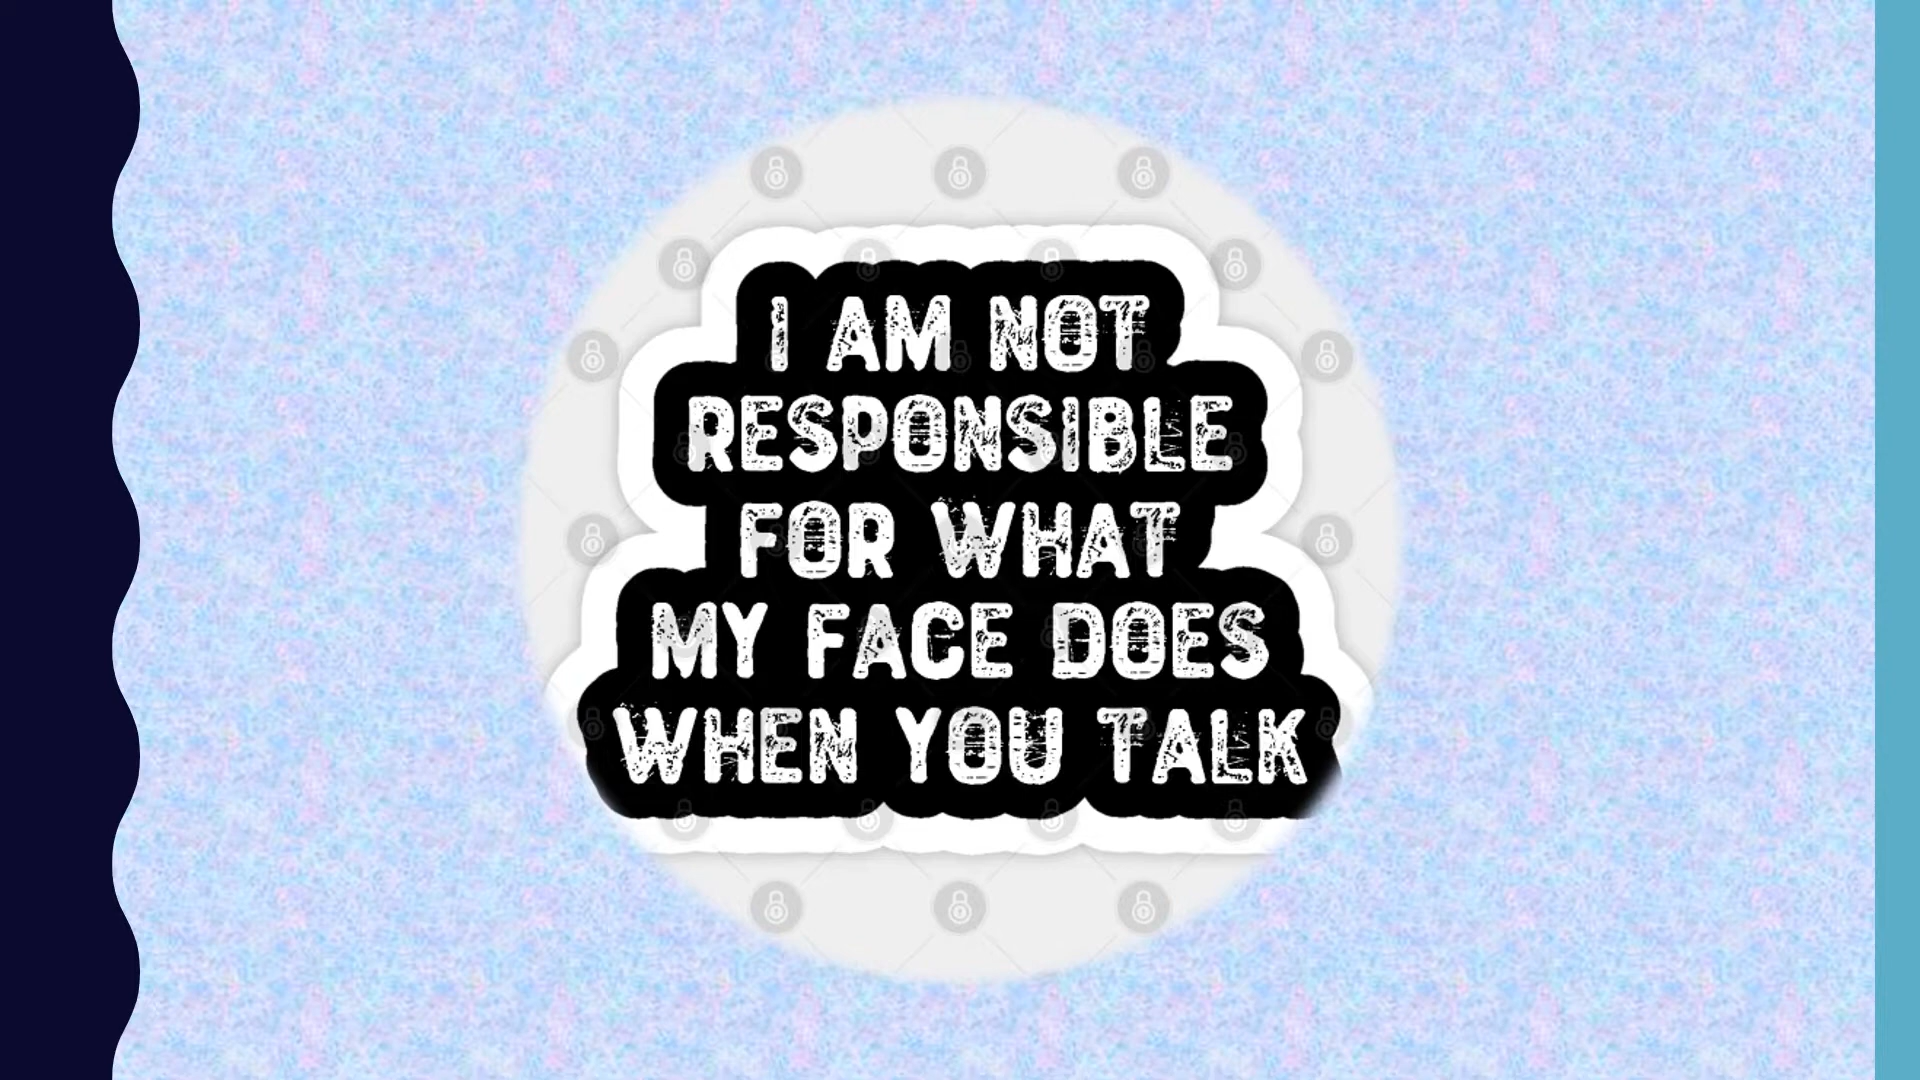 I AM NOT
RESPONSIBLE
FOR WHAT
MY FACE DOES
WHEN YOU TALK